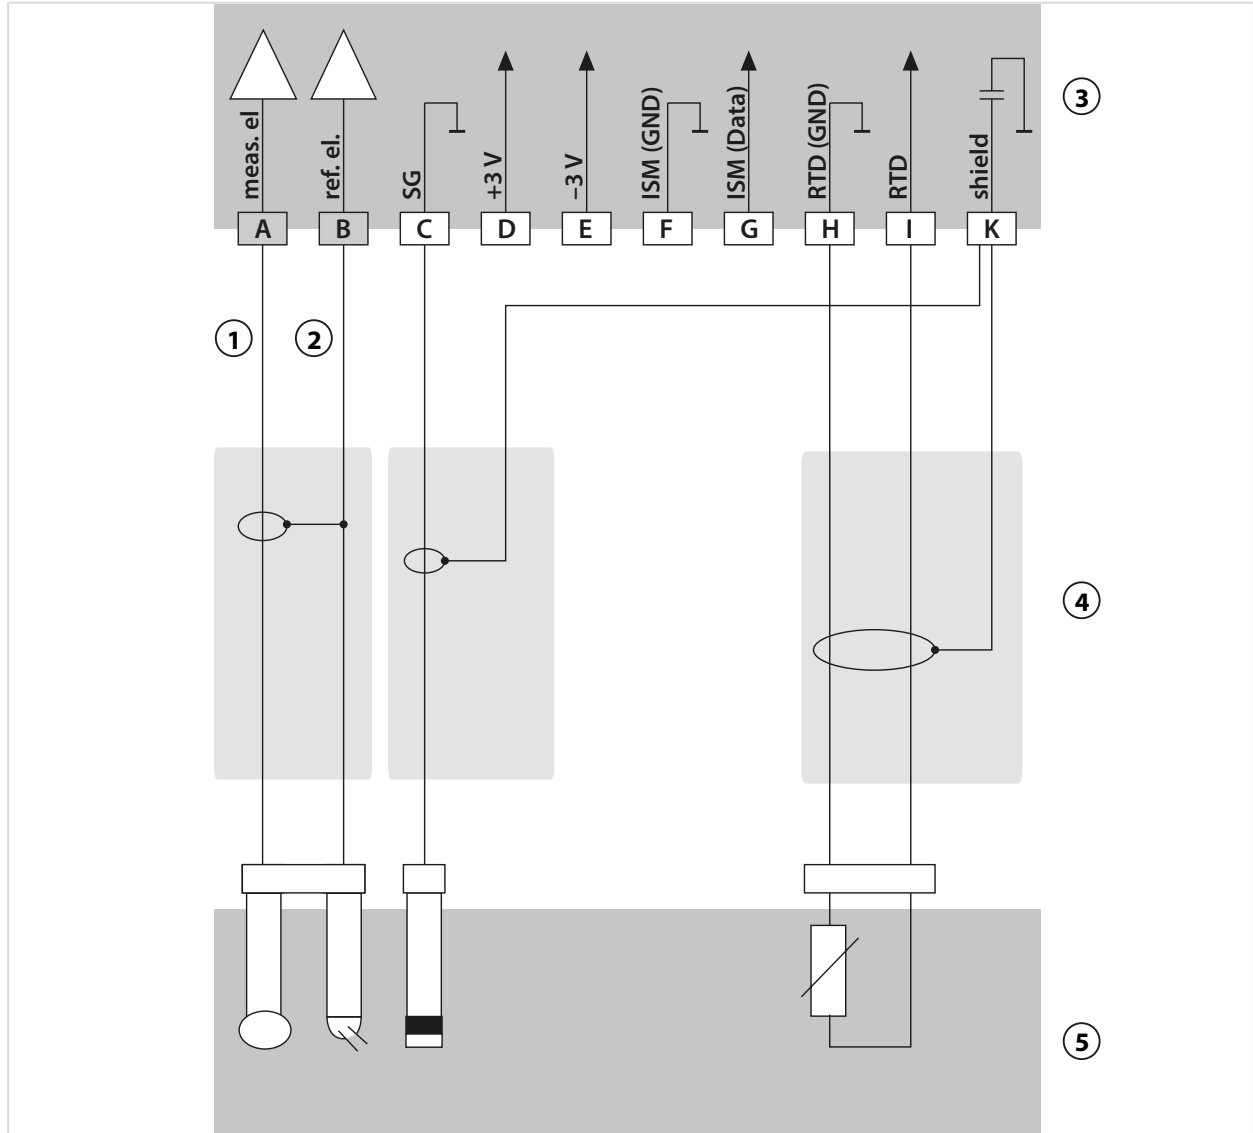 meas. el
ref. el.
SG
+3 V
−3 V
ISM (GND)
ISM (Data)
RTD (GND)
RTD
shield
3
A
B
C
D
E
F
G
H
I
K
1
2
4
5